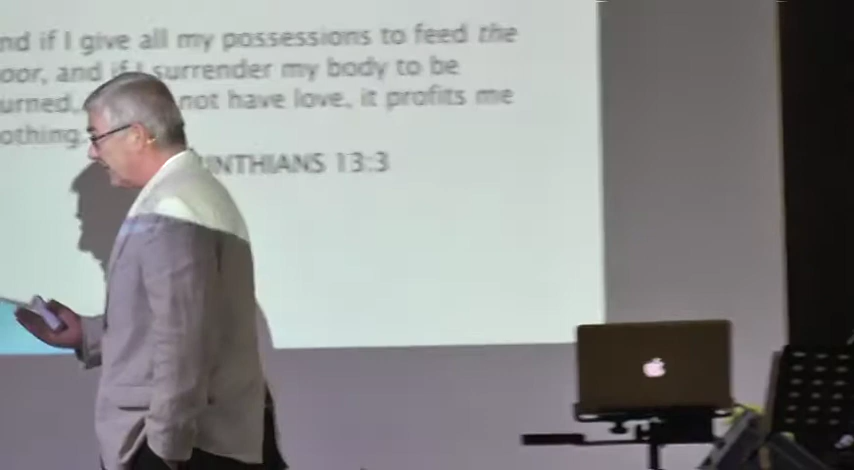 nd if I give all my possessions to feed the
oor, and if I surrender my body to be
urned, not have love, it profits me
othing.
INTHIANS 13:3